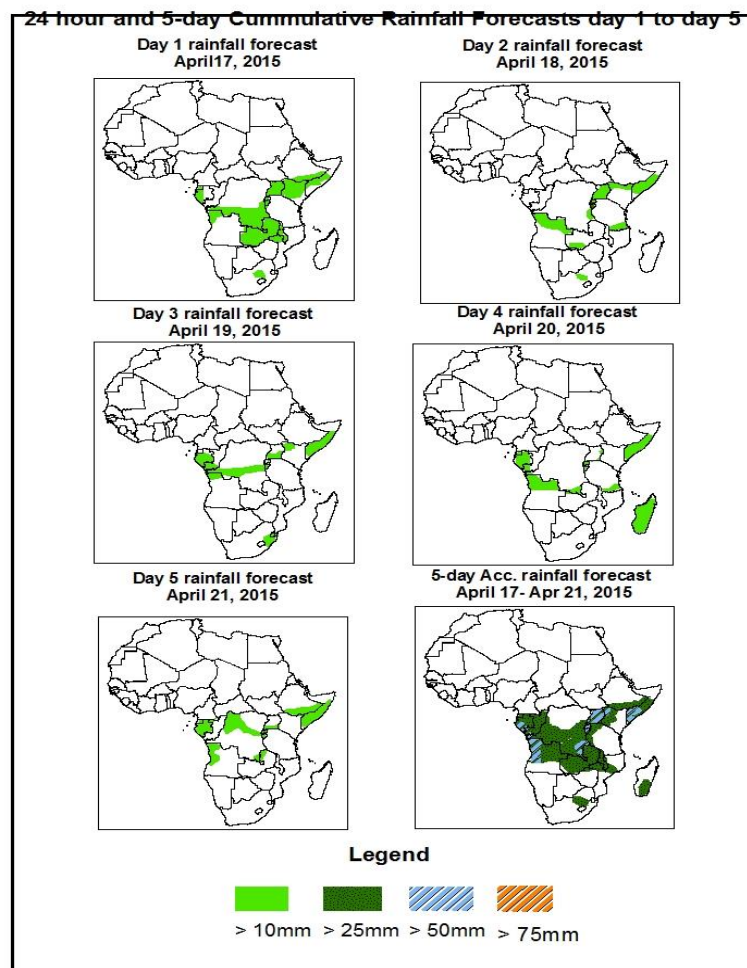 24 hour and 5-day Cummulative Rainfall Forecasts day 1 to day 5
Day 1 rainfall forecast
April17, 2015
Day 2 rainfall forecast
April 18, 2015
Day 3 rainfall forecast
April 19, 2015
Day 4 rainfall forecast
April 20, 2015
Day 5 rainfall forecast
April 21, 2015
5-day Acc. rainfall forecast
April 17- Apr 21, 2015
Legend
> 10mm > 25mm > 50mm > 75mm